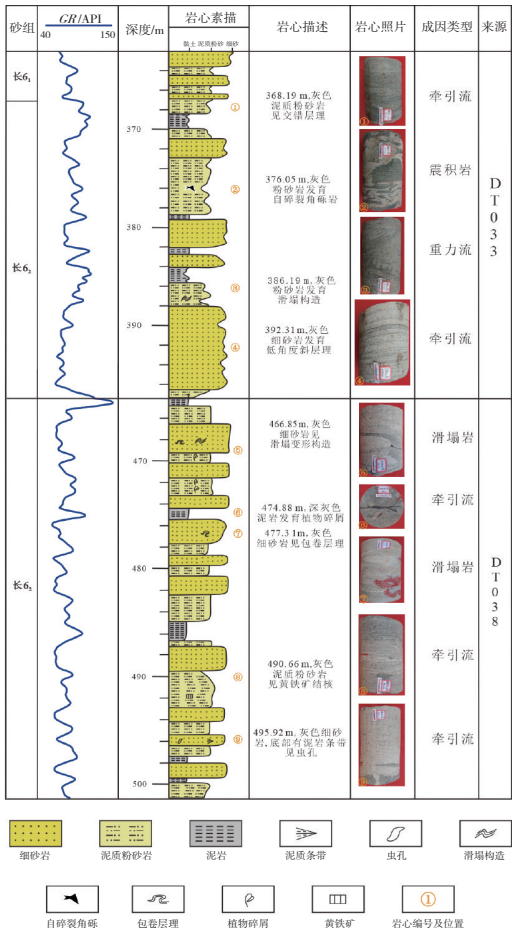 砂组
GR/API
40 150
深度/m
岩心素描
黏土 泥质粉砂 细砂
岩心描述
岩心照片
成因类型
来源
长6₁
长6₂
长6₃
370
380
390
470
480
490
500
①
②
③
④
⑤
⑥
⑦
⑧
⑨
368.19 m,灰色
泥质粉砂岩
见交错层理
376.05 m,灰色
粉砂岩发育
自碎裂角砾岩
386.19 m,灰色
粉砂岩发育
滑塌构造
392.31 m,灰色
细砂岩发育
低角度斜层理
466.85 m, 灰色
细砂岩见
滑塌变形构造
474.88 m, 深灰色
泥岩发育植物碎屑
477.31 m, 灰色
细砂岩见包卷层理
490.66 m,灰色
泥质粉砂岩
见黄铁矿结核
495.92 m, 灰色细砂
岩,底部有泥岩条带
见虫孔
①
④
牵引流
震积岩
重力流
牵引流
滑塌岩
牵引流
滑塌岩
牵引流
牵引流
DT033
DT038
细砂岩
泥质粉砂岩
泥岩
泥质条带
虫孔
滑塌构造
自碎裂角砾
包卷层理
植物碎屑
黄铁矿
①
岩心编号及位置